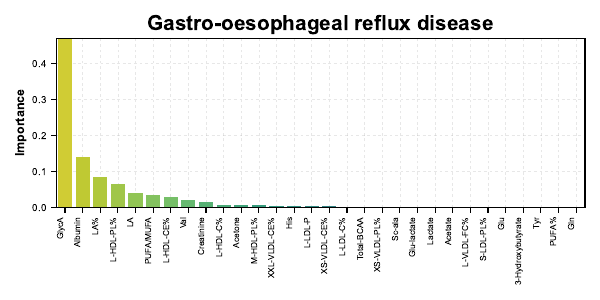 Gastro-oesophageal reflux disease
Importance
0.4
0.3
0.2
0.1
0.0
GlycA
Albumin
LA%
L-HDL-PL%
LA
PUFA/MUFA
L-HDL-CE%
Val
Creatinine
L-HDL-C%
Acetone
M-HDL-PL%
XXL-VLDL-CE%
His
L-LDL-P
XS-VLDL-CE%
L-LDL-C%
Total-BCAA
XS-VLDL-PL%
Sc-ala
Glu-lactate
Lactate
Acetate
L-VLDL-FC%
S-LDL-PL%
Glu
3-Hydroxybutyrate
Tyr
PUFA%
Gln